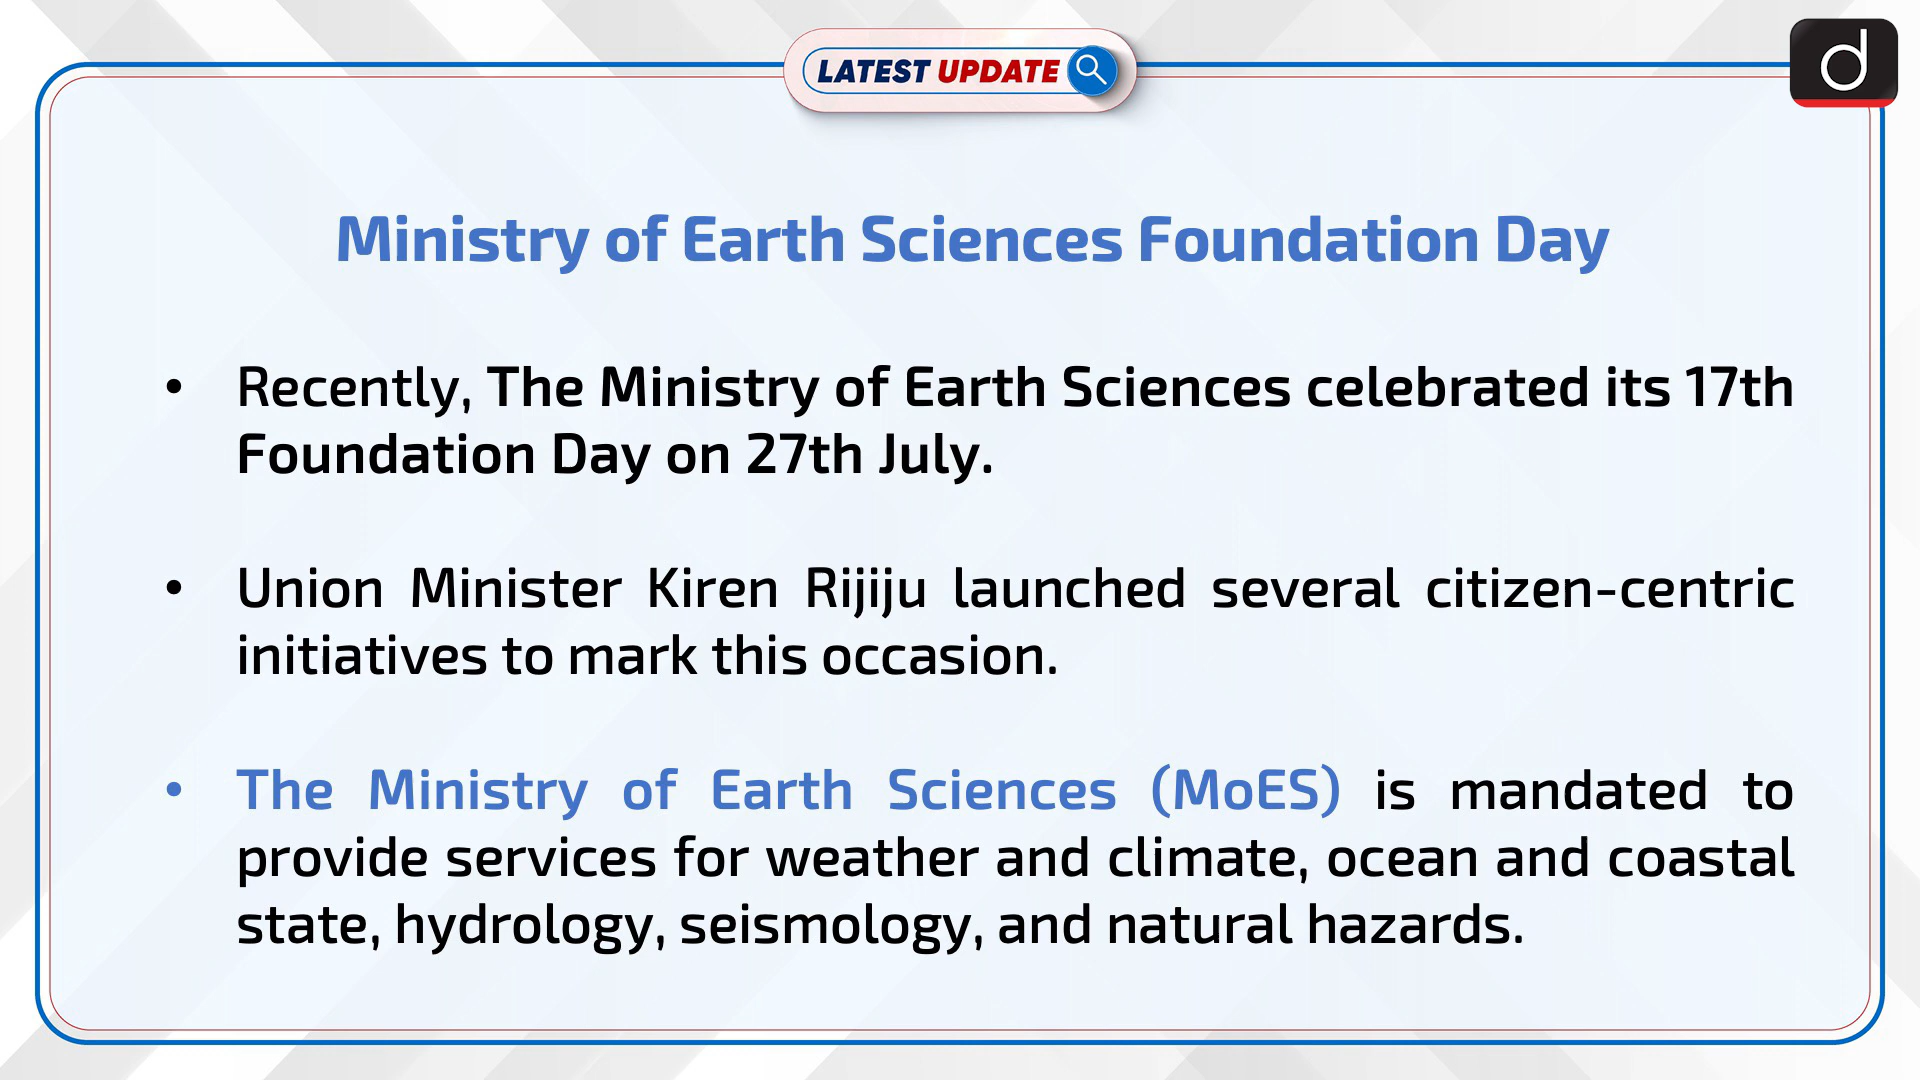 LATEST UPDATE
d
Ministry of Earth Sciences Foundation Day
• Recently, The Ministry of Earth Sciences celebrated its 17th
Foundation Day on 27th July.
• Union Minister Kiren Rijiju launched several citizen-centric
initiatives to mark this occasion.
• The Ministry of Earth Sciences (MoES) is mandated to
provide services for weather and climate, ocean and coastal
state, hydrology, seismology, and natural hazards.